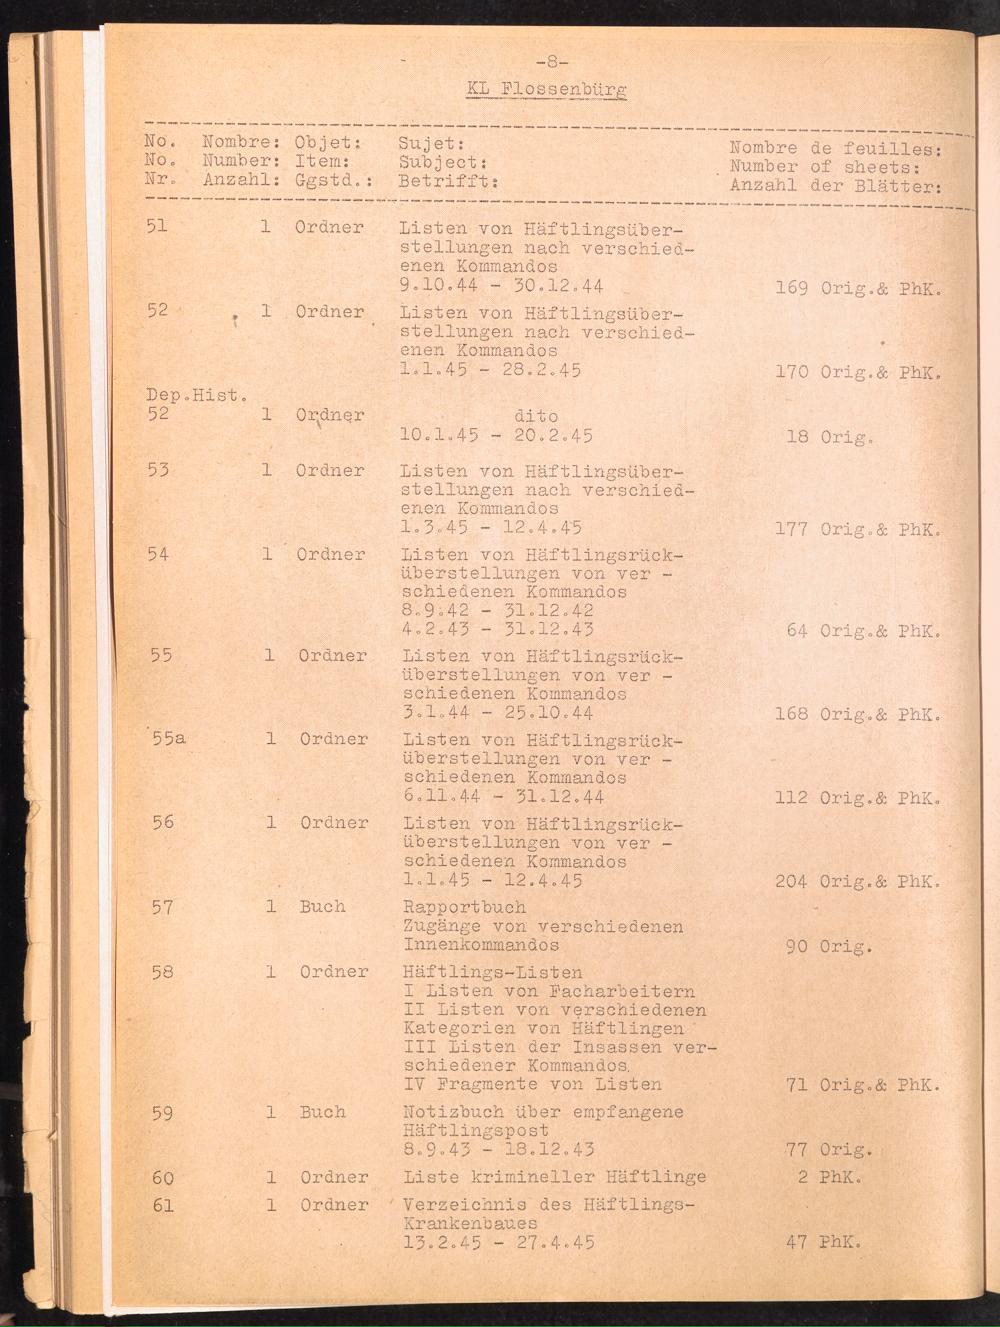 -8-
KL Flossenbürg
No. Nombre: Objet: Sujet: Nombre de feuilles:
No. Number: Item: Subject: Number of sheets:
Nr. Anzahl: Ggstd.: Betrifft: Anzahl der Blätter:
51 1 Ordner Listen von Häftlingsüber-
stellungen nach verschied-
enen Kommandos
9.10.44 - 30.12.44 169 Orig.& PhK.
52 1 Ordner Listen von Häftlingsüber-
stellungen nach verschied-
enen Kommandos
1.1.45 - 28.2.45 170 Orig.& PhK.
Dep.Hist.
52 1 Ordner dito
10.1.45 - 20.2.45 18 Orig.
53 1 Ordner Listen von Häftlingsüber-
stellungen nach verschied-
enen Kommandos
1.3.45 - 12.4.45 177 Orig.& PhK.
54 1 Ordner Listen von Häftlingsrück-
überstellungen von ver -
schiedenen Kommandos
8.9.42 - 31.12.42
4.2.43 - 31.12.43 64 Orig.& PhK.
55 1 Ordner Listen von Häftlingsrück-
überstellungen von ver -
schiedenen Kommandos
3.1.44 - 25.10.44 168 Orig.& PhK.
55a 1 Ordner Listen von Häftlingsrück-
überstellungen von ver -
schiedenen Kommandos
6.11.44 - 31.12.44 112 Orig.& PhK.
56 1 Ordner Listen von Häftlingsrück-
überstellungen von ver -
schiedenen Kommandos
1.1.45 - 12.4.45 204 Orig.& PhK.
57 1 Buch Rapportbuch
Zugänge von verschiedenen
Innenkommandos 90 Orig.
58 1 Ordner Häftlings-Listen
I Listen von Facharbeitern
II Listen von verschiedenen
Kategorien von Häftlingen
III Listen der Insassen ver-
schiedener Kommandos.
IV Fragmente von Listen 71 Orig.& PhK.
59 1 Buch Notizbuch über empfangene
Häftlingspost
8.9.43 - 18.12.43 77 Orig.
60 1 Ordner Liste krimineller Häftlinge 2 PhK.
61 1 Ordner Verzeichnis des Häftlings-
Krankenbaues
13.2.45 - 27.4.45 47 PhK.